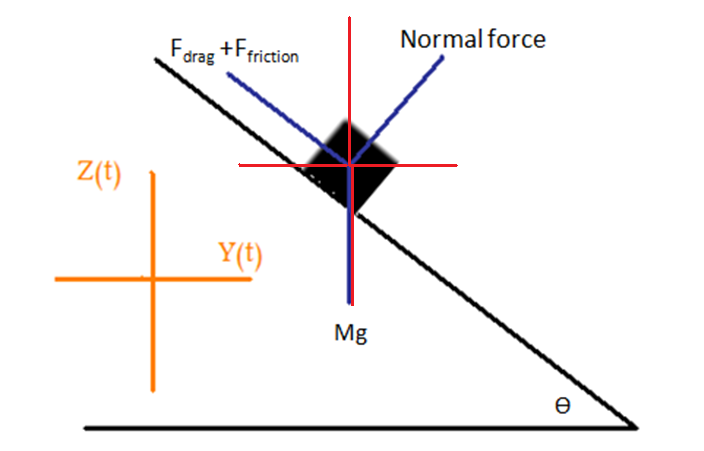 Normal force
F_drag +F_friction
Z(t)
Y(t)
Mg
Θ